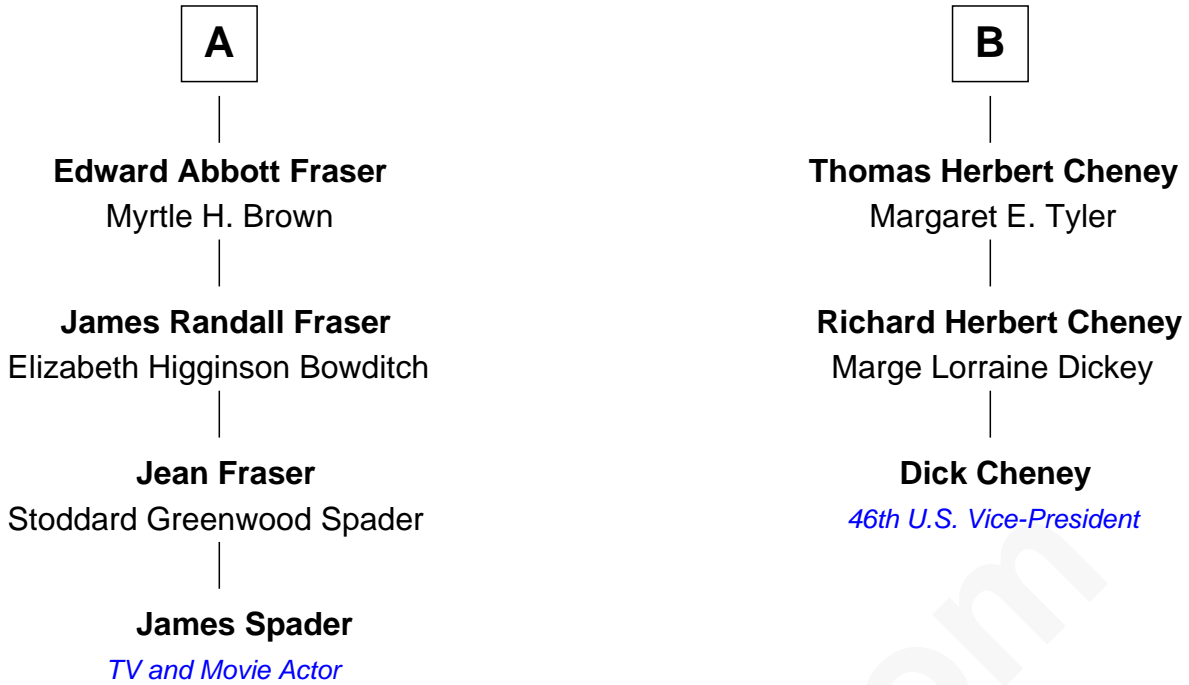 A
Edward Abbott Fraser
Myrtle H. Brown
James Randall Fraser
Elizabeth Higginson Bowditch
Jean Fraser
Stoddard Greenwood Spader
James Spader
TV and Movie Actor
B
Thomas Herbert Cheney
Margaret E. Tyler
Richard Herbert Cheney
Marge Lorraine Dickey
Dick Cheney
46th U.S. Vice-President
om